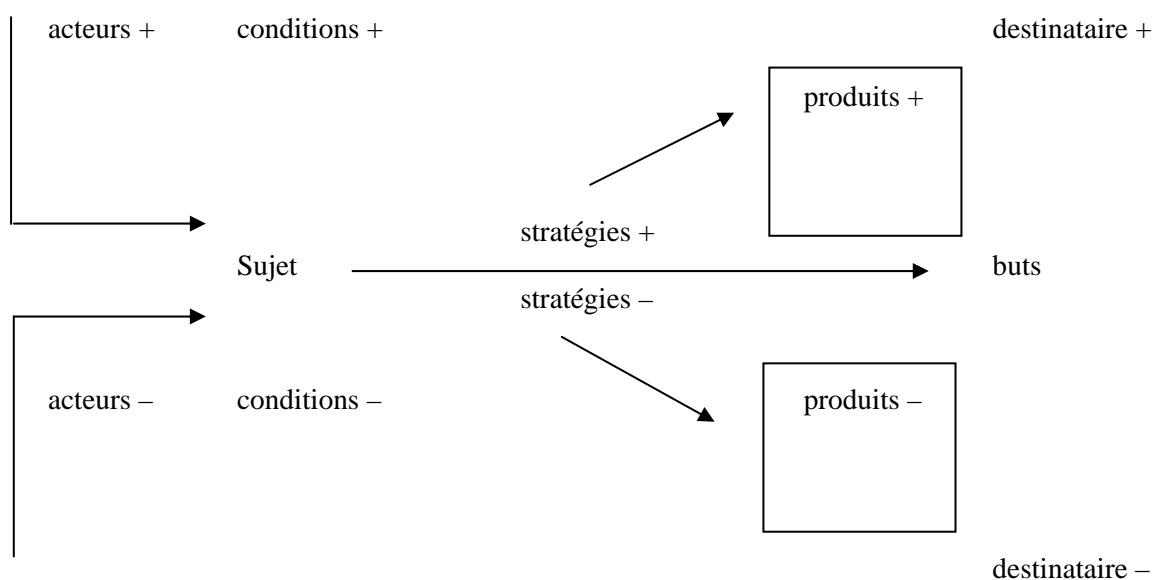 acteurs + conditions + destinataire +
produits +
stratégies +
Sujet buts
stratégies –
acteurs – conditions – produits –
destinataire –